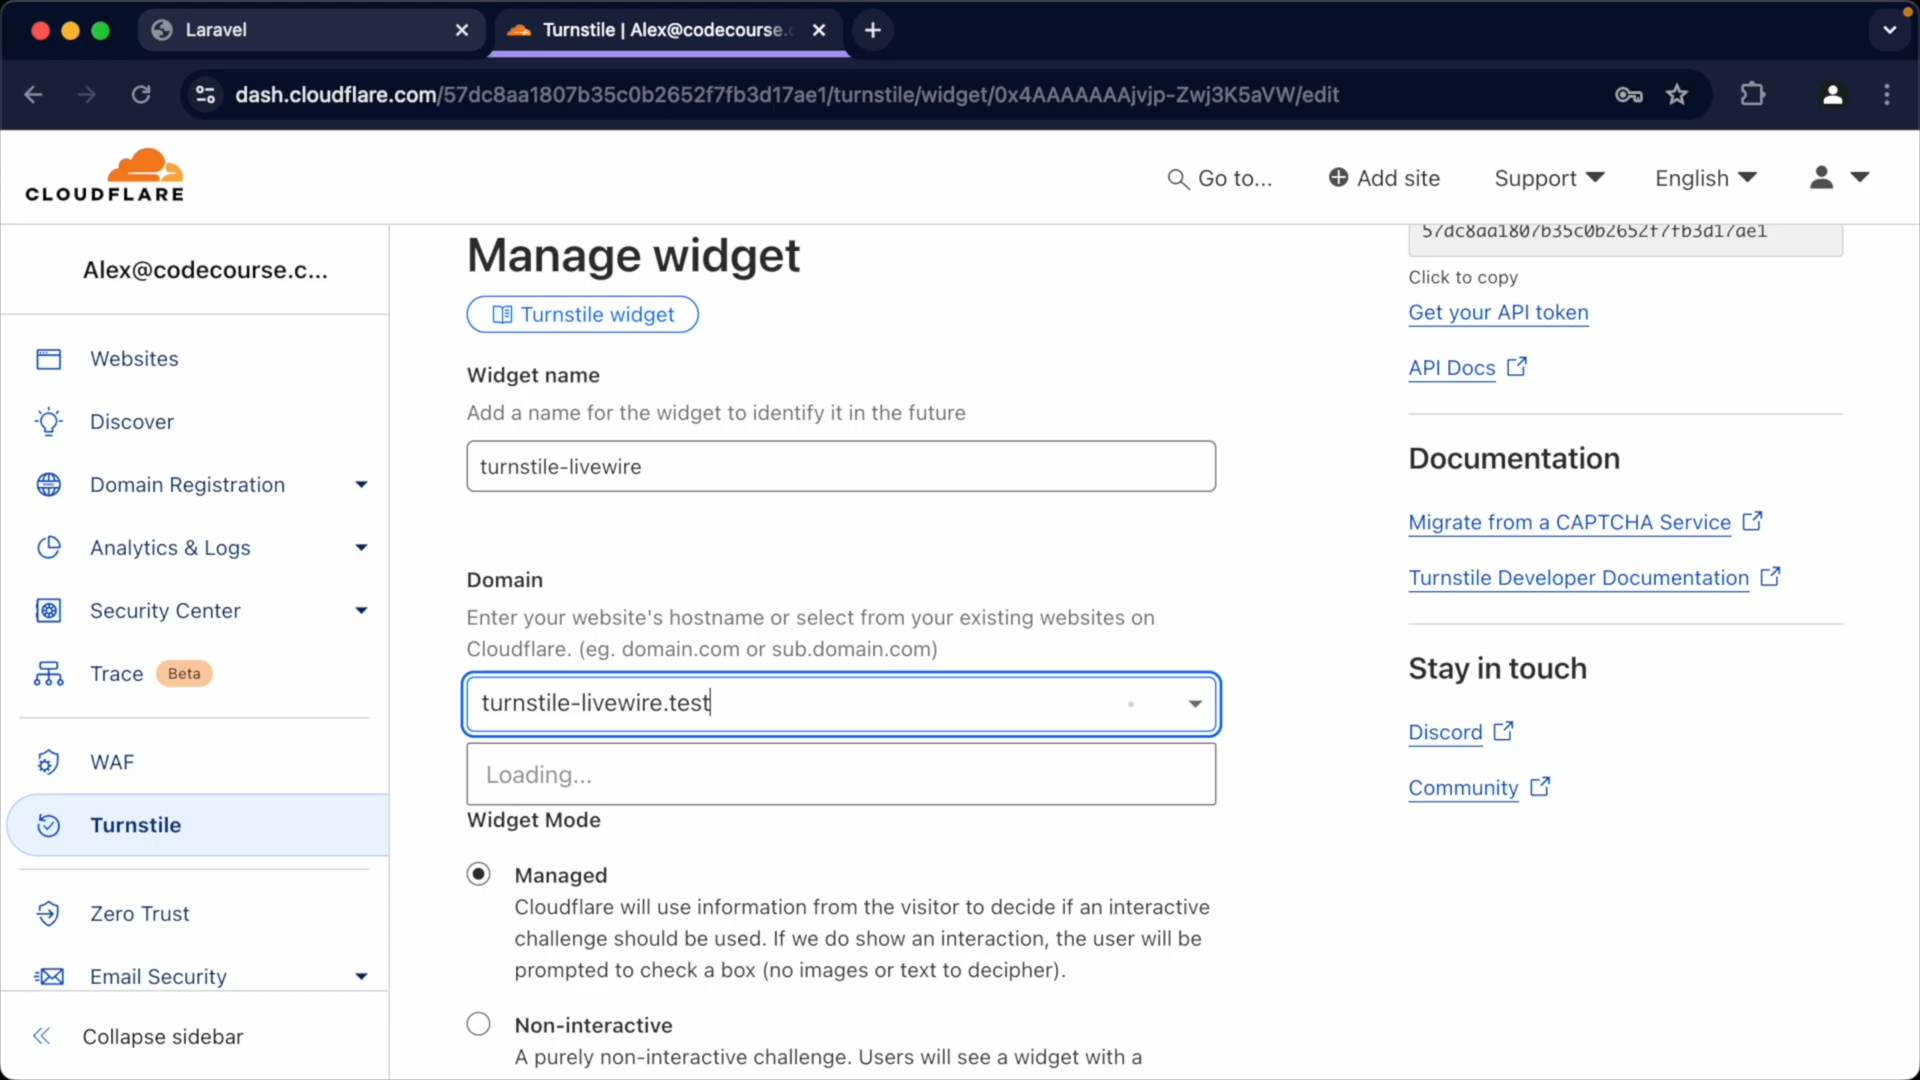 Laravel
Turnstile | Alex@codecourse.
dash.cloudflare.com/57dc8aa1807b35c0b2652f7fb3d17ae1/turnstile/widget/0x4AAAAAAAjvjp-Zwj3K5aVW/edit
CLOUDFLARE
Go to...
Add site
Support
English
Alex@codecourse.c...
Websites
Discover
Domain Registration
Analytics & Logs
Security Center
Trace Beta
WAF
Turnstile
Zero Trust
Email Security
Collapse sidebar
Manage widget
Turnstile widget
Widget name
Add a name for the widget to identify it in the future
turnstile-livewire
Domain
Enter your website's hostname or select from your existing websites on
Cloudflare. (eg. domain.com or sub.domain.com)
turnstile-livewire.test
Loading...
Widget Mode
Managed
Cloudflare will use information from the visitor to decide if an interactive
challenge should be used. If we do show an interaction, the user will be
prompted to check a box (no images or text to decipher).
Non-interactive
A purely non-interactive challenge. Users will see a widget with a
57dc8aa1807b35c0b2652f7fb3d17ae1
Click to copy
Get your API token
API Docs
Documentation
Migrate from a CAPTCHA Service
Turnstile Developer Documentation
Stay in touch
Discord
Community